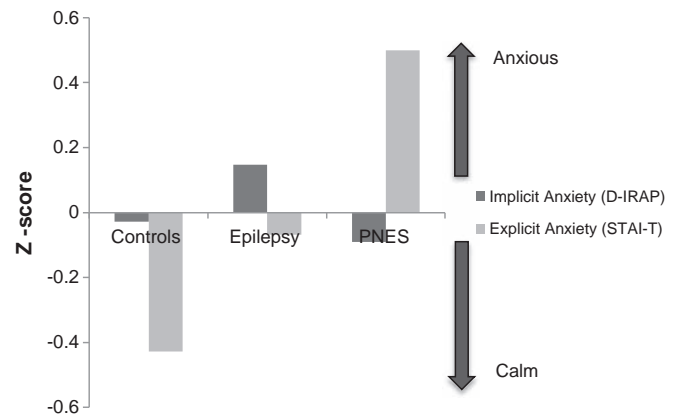 0.6
Anxious
0.4
0.2
Implicit Anxiety (D-IRAP)
0
Explicit Anxiety (STAI-T)
Controls Epilepsy PNES
Z -score
-0.2
-0.4
Calm
-0.6